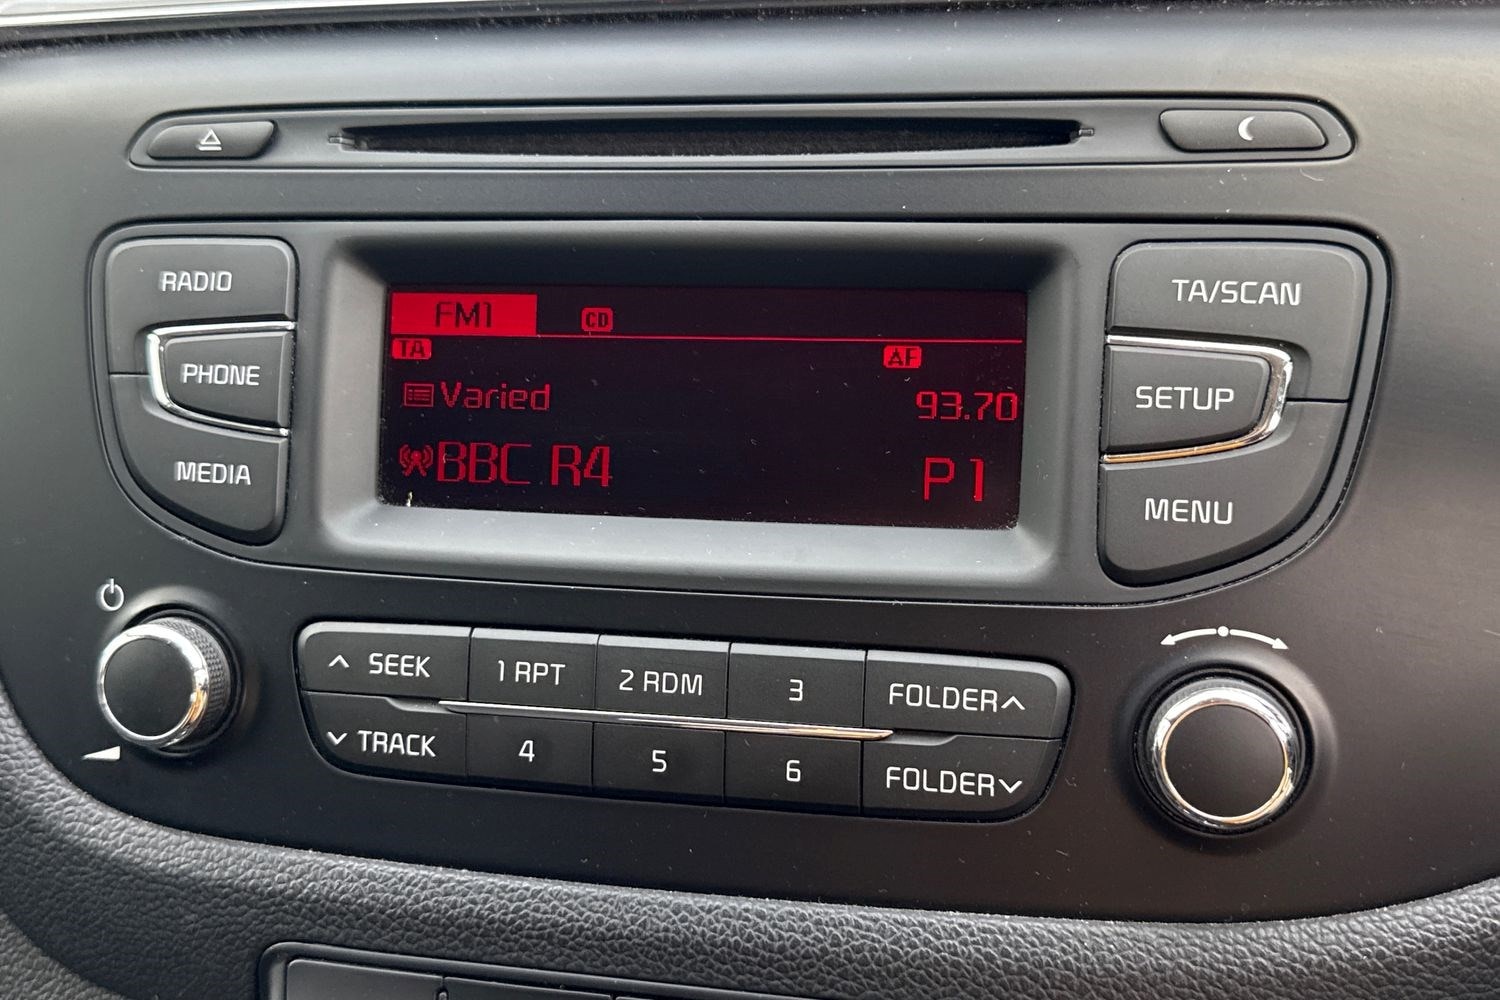 RADIO
PHONE
MEDIA
FM1 CD
TA AF
Varied 93.70
BBC R4 P1
TA/SCAN
SETUP
MENU
SEEK 1 RPT 2 RDM 3 FOLDER
TRACK 4 5 6 FOLDER